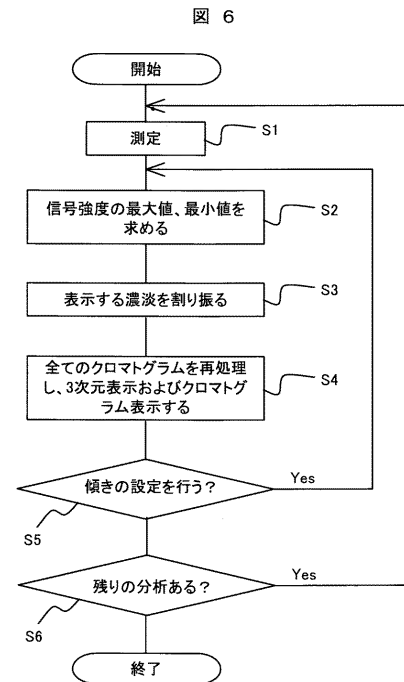 図 6
開始
測定
S1
信号強度の最大値、最小値を
求める
S2
表示する濃淡を割り振る
S3
全てのクロマトグラムを再処理
し、3次元表示およびクロマトグ
ラム表示する
S4
傾きの設定を行う?
Yes
S5
残りの分析ある?
Yes
S6
終了